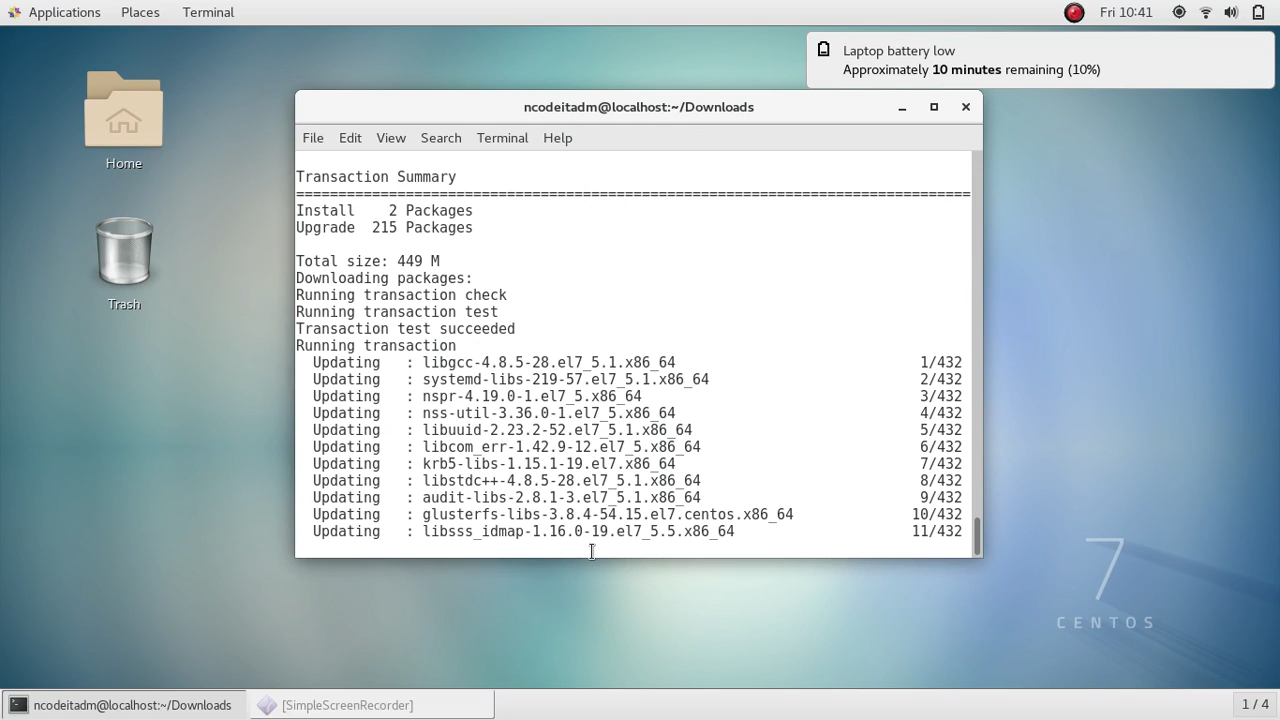 Applications Places Terminal Fri 10:41
Laptop battery low
Approximately 10 minutes remaining (10%)
Home
Trash
ncodeitadm@localhost:~/Downloads
File Edit View Search Terminal Help
Transaction Summary
================================================================================
Install    2 Packages
Upgrade  215 Packages
Total size: 449 M
Downloading packages:
Running transaction check
Running transaction test
Transaction test succeeded
Running transaction
  Updating   : libgcc-4.8.5-28.el7_5.1.x86_64                             1/432
  Updating   : systemd-libs-219-57.el7_5.1.x86_64                         2/432
  Updating   : nspr-4.19.0-1.el7_5.x86_64                                 3/432
  Updating   : nss-util-3.36.0-1.el7_5.x86_64                             4/432
  Updating   : libuuid-2.23.2-52.el7_5.1.x86_64                           5/432
  Updating   : libcom_err-1.42.9-12.el7_5.x86_64                          6/432
  Updating   : krb5-libs-1.15.1-19.el7.x86_64                             7/432
  Updating   : libstdc++-4.8.5-28.el7_5.1.x86_64                          8/432
  Updating   : audit-libs-2.8.1-3.el7_5.1.x86_64                          9/432
  Updating   : glusterfs-libs-3.8.4-54.15.el7.centos.x86_64              10/432
  Updating   : libsss_idmap-1.16.0-19.el7_5.5.x86_64                     11/432
7
CENTOS
ncodeitadm@localhost:~/Downloads [SimpleScreenRecorder] 1 / 4